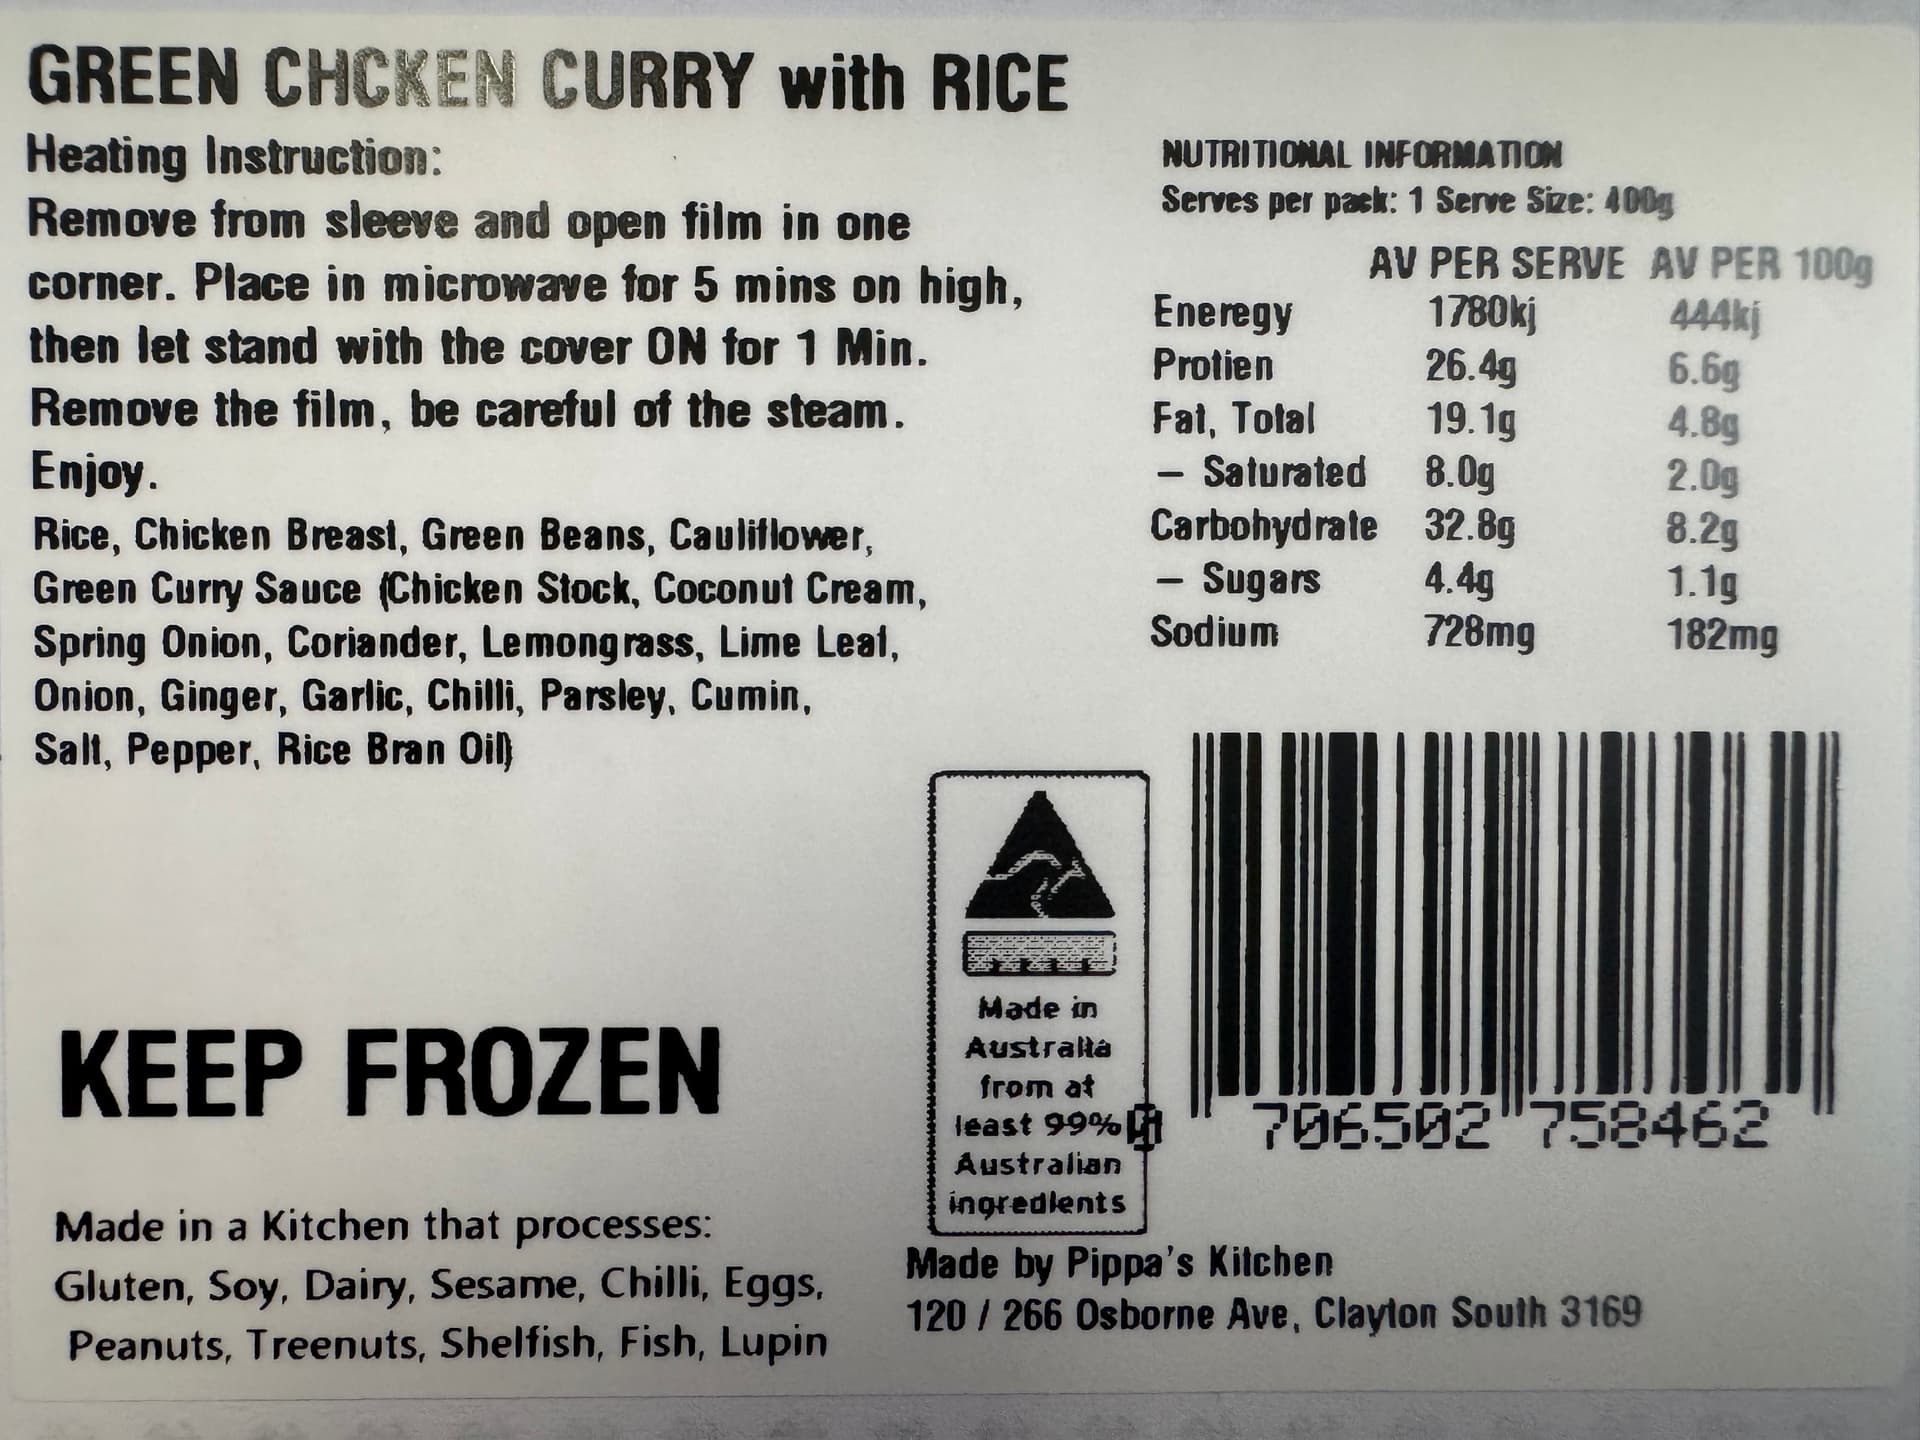 GREEN CHCKEN CURRY with RICE
Heating Instruction:
Remove from sleeve and open film in one
corner. Place in microwave for 5 mins on high,
then let stand with the cover ON for 1 Min.
Remove the film, be careful of the steam.
Enjoy.
Rice, Chicken Breast, Green Beans, Cauliflower,
Green Curry Sauce (Chicken Stock, Coconut Cream,
Spring Onion, Coriander, Lemongrass, Lime Leaf,
Onion, Ginger, Garlic, Chilli, Parsley, Cumin,
Salt, Pepper, Rice Bran Oil)
KEEP FROZEN
Made in a Kitchen that processes:
Gluten, Soy, Dairy, Sesame, Chilli, Eggs,
Peanuts, Treenuts, Shelfish, Fish, Lupin
NUTRITIONAL INFORMATION
Serves per pack: 1 Serve Size: 400g
AV PER SERVE AV PER 100g
Eneregy 1780kj 444kj
Protien 26.4g 6.6g
Fat, Total 19.1g 4.8g
– Saturated 8.0g 2.0g
Carbohydrate 32.8g 8.2g
– Sugars 4.4g 1.1g
Sodium 728mg 182mg
Made in
Australia
from at
least 99%
Australian
ingredients
706502 758462
Made by Pippa's Kitchen
120 / 266 Osborne Ave, Clayton South 3169